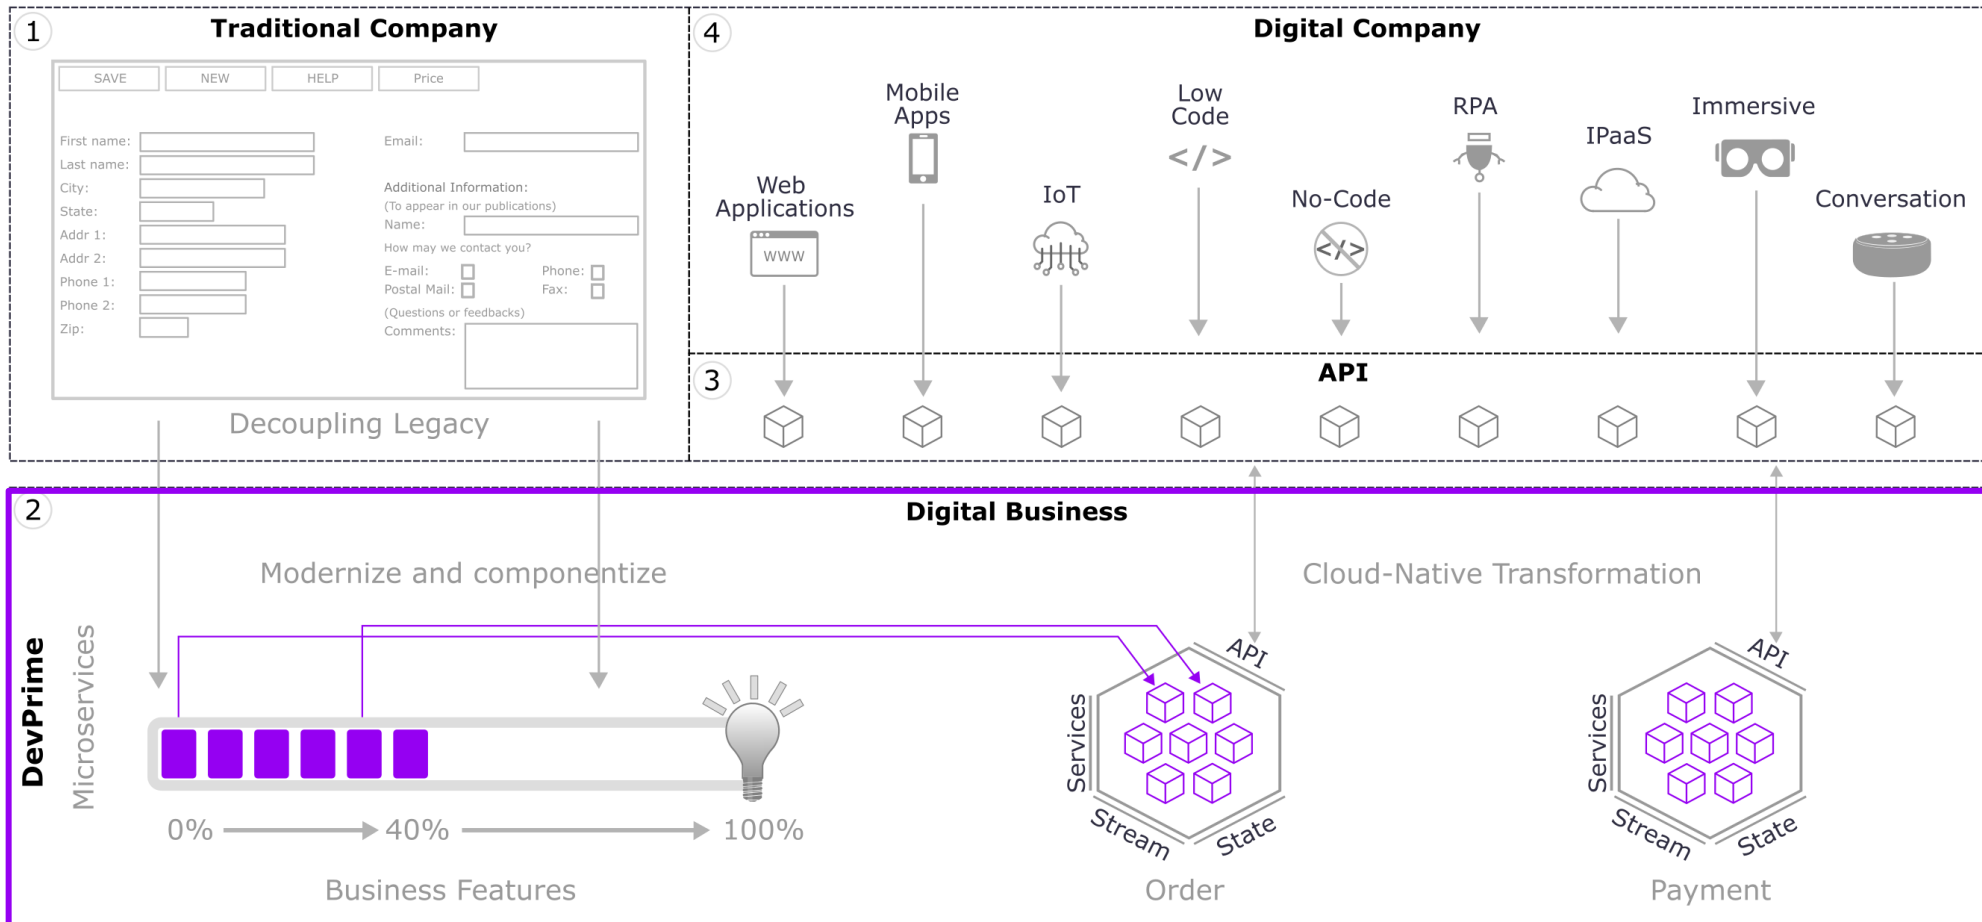 1
Traditional Company
SAVE
NEW
HELP
Price
First name:
Last name:
City:
State:
Addr 1:
Addr 2:
Phone 1:
Phone 2:
Zip:
Email:
Additional Information:
(To appear in our publications)
Name:
How may we contact you?
E-mail:
Phone:
Postal Mail:
Fax:
(Questions or feedbacks)
Comments:
Decoupling Legacy
4
Digital Company
Web
Applications
WWW
Mobile
Apps
IoT
Low
Code
</>
No-Code
</>
RPA
IPaaS
Immersive
Conversation
3
API
2
Digital Business
DevPrime
Microservices
Modernize and componentize
0%
40%
100%
Business Features
Cloud-Native Transformation
API
Services
Stream
State
Order
API
Services
Stream
State
Payment